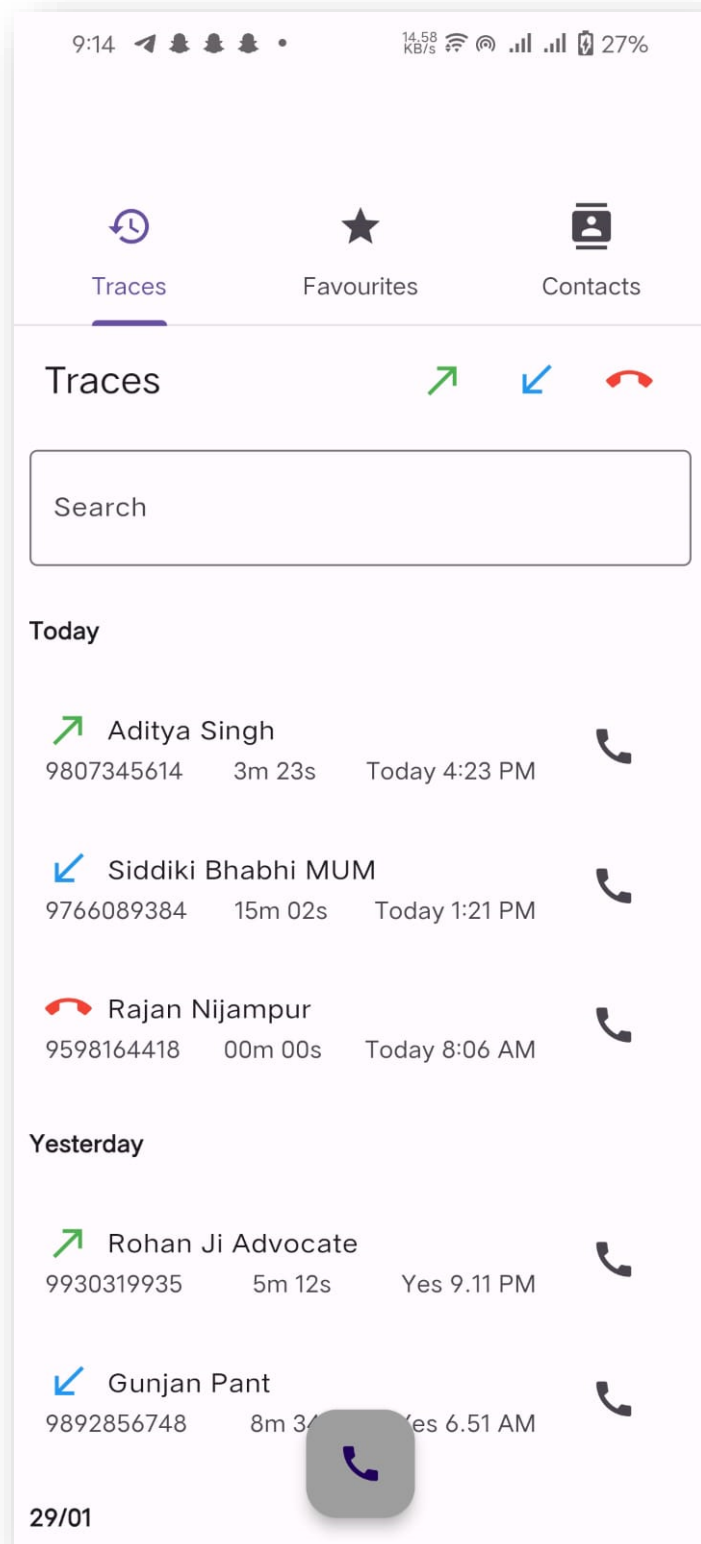 9:14 14.58 KB/s 27%
Traces Favourites Contacts
Traces
Search
Today
Aditya Singh
9807345614 3m 23s Today 4:23 PM
Siddiki Bhabhi MUM
9766089384 15m 02s Today 1:21 PM
Rajan Nijampur
9598164418 00m 00s Today 8:06 AM
Yesterday
Rohan Ji Advocate
9930319935 5m 12s Yes 9.11 PM
Gunjan Pant
9892856748 8m 6.51 AM
29/01